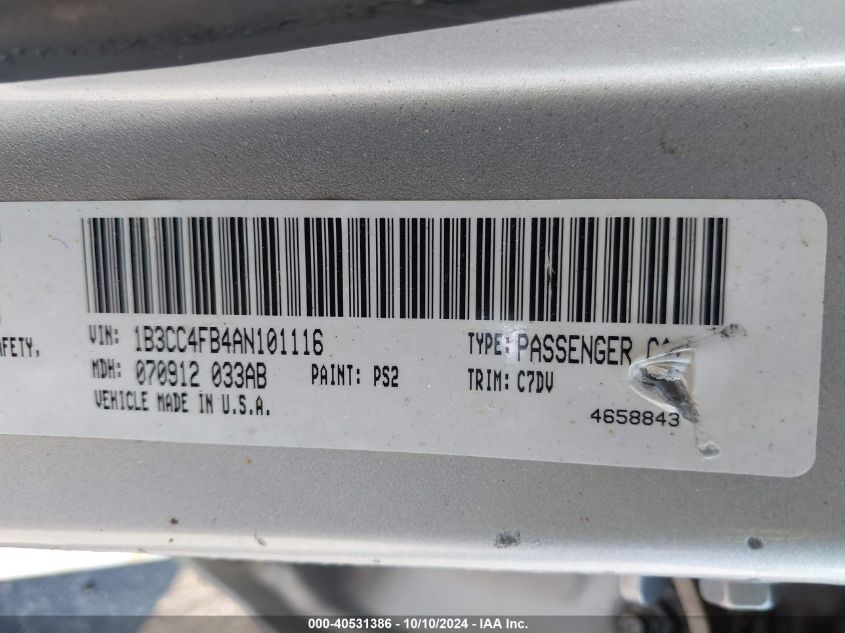 AFETY,
VIN: 1B3CC4FB4AN101116
TYPE: PASSENGER
MDH: 070912 033AB
PAINT: PS2
TRIM: C7DV
VEHICLE MADE IN U.S.A.
4658843
000-40531386 - 10/10/2024 - IAA Inc.